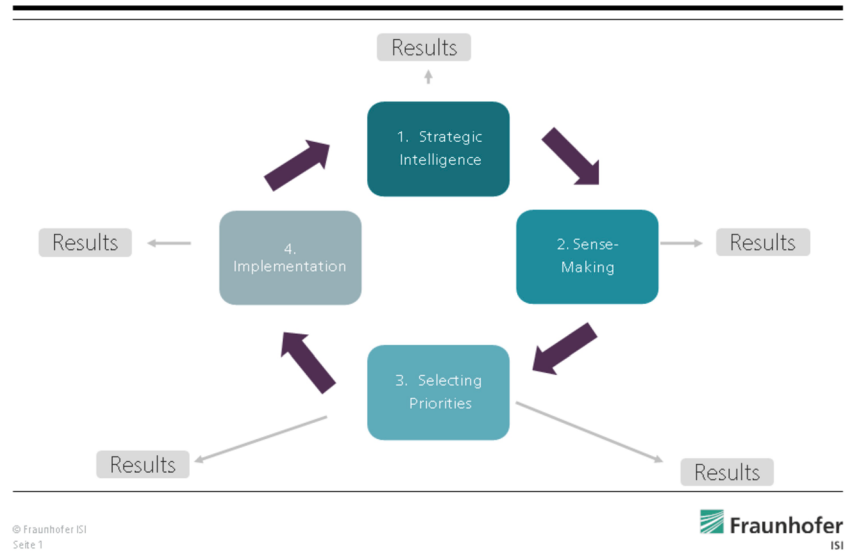 Results
1. Strategic
Intelligence
Results
4.
Implementation
2. Sense-
Making
Results
3. Selecting
Priorities
Results
Results
© Fraunhofer ISI
Seite 1
Fraunhofer
ISI